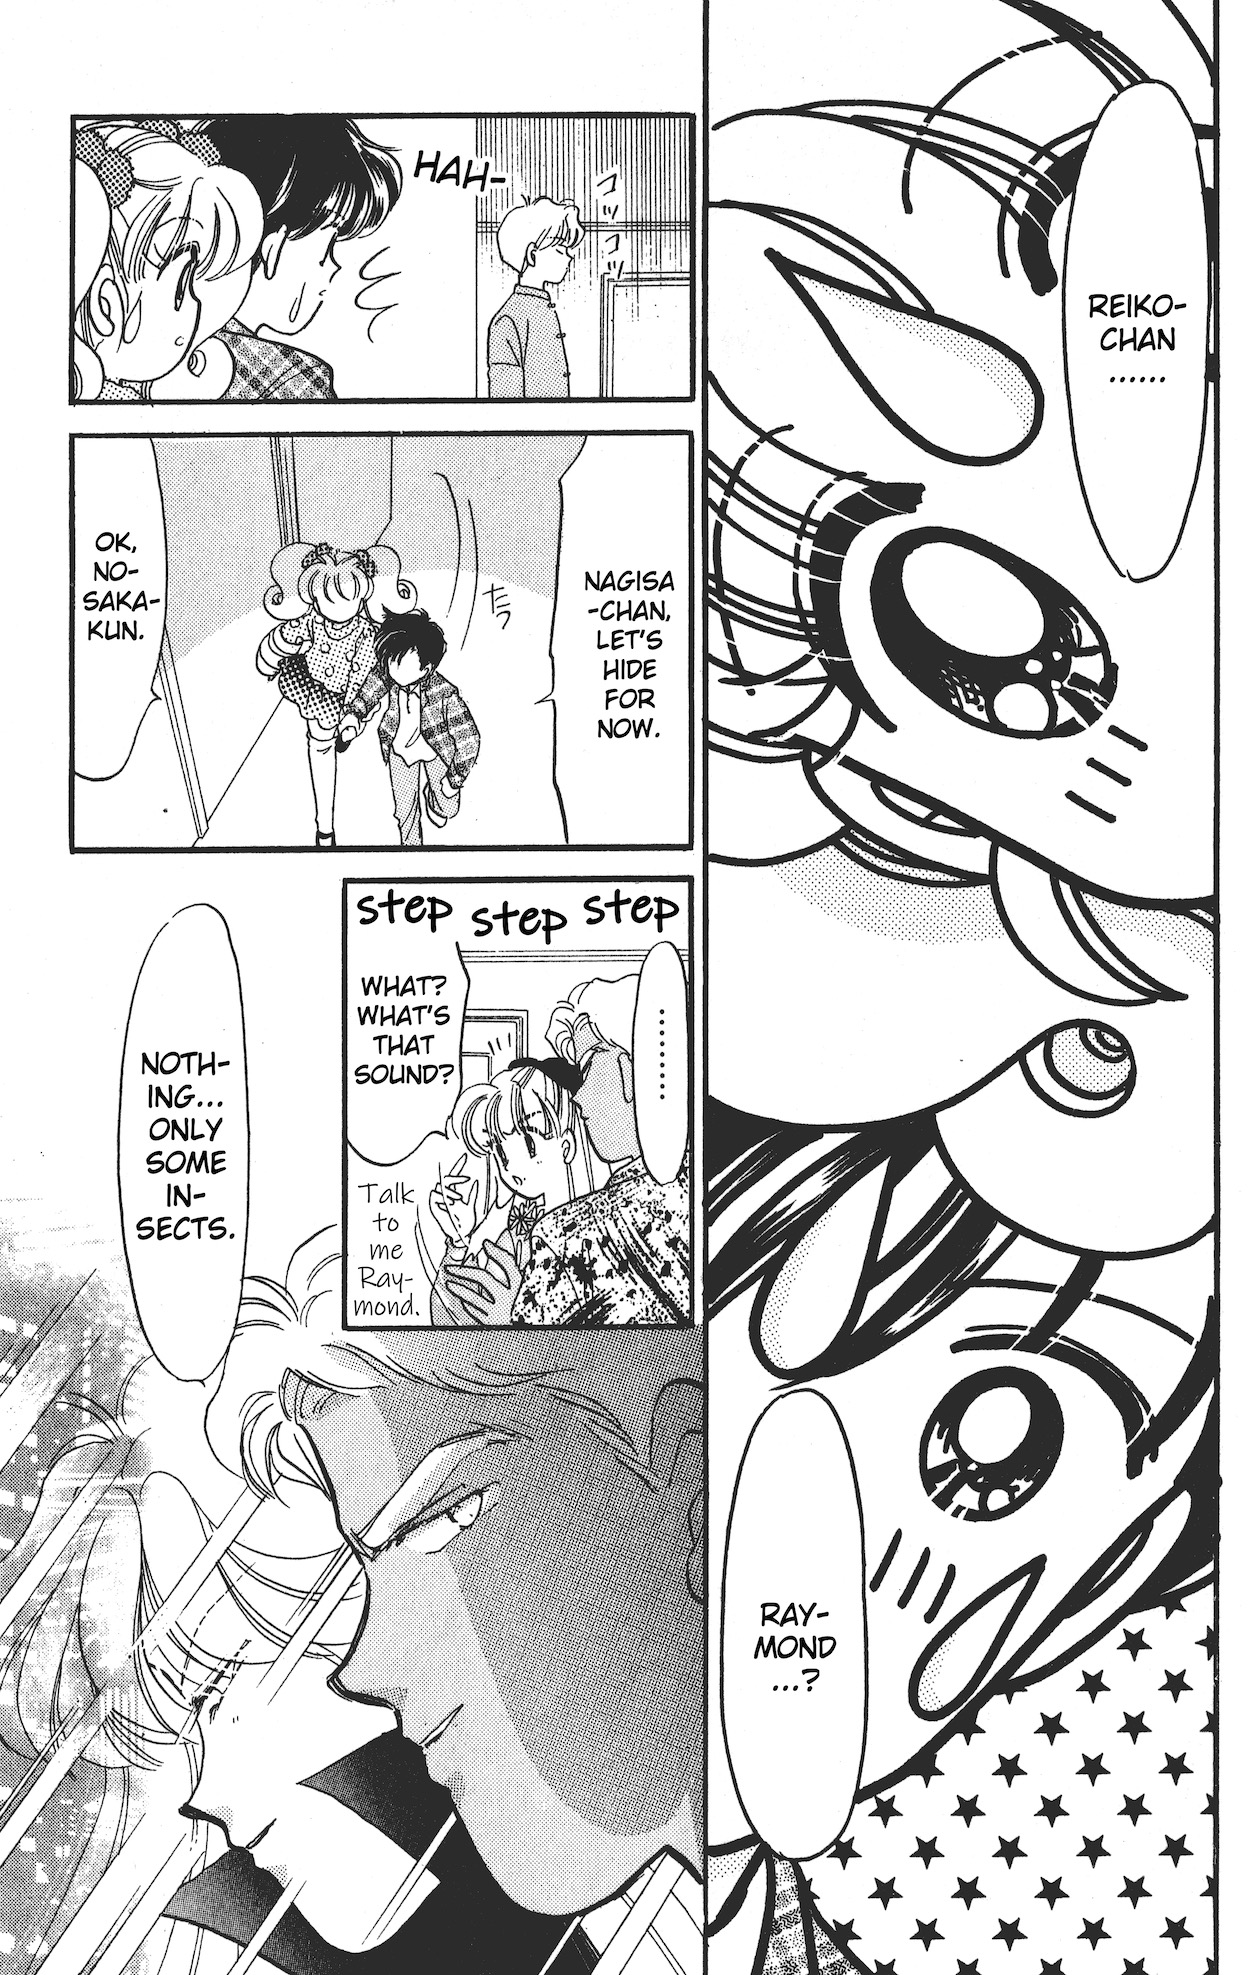 REIKO-
CHAN
......
RAY-
MOND
...?
HAH-
コツ
コツ
NAGISA
-CHAN,
LET'S
HIDE
FOR
NOW.
たっ
OK,
NO-
SAKA-
KUN.
step step step
.........
WHAT?
WHAT'S
THAT
SOUND?
Talk
to
me
Ray-
mond.
NOTH-
ING...
ONLY
SOME
IN-
SECTS.